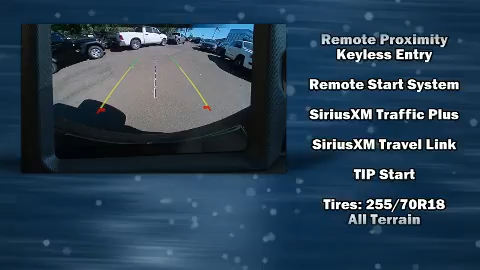 Remote Proximity
Keyless Entry
Remote Start System
SiriusXM Traffic Plus
SiriusXM Travel Link
TIP Start
Tires: 255/70R18
All Terrain